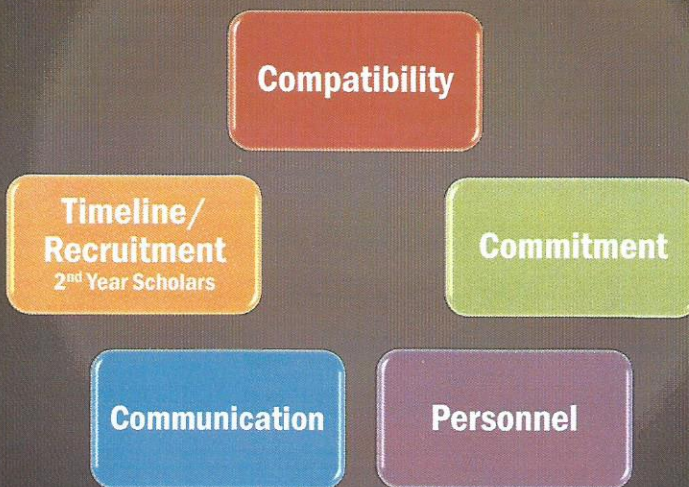 Compatibility
Timeline/
Recruitment
2nd Year Scholars
Commitment
Communication
Personnel